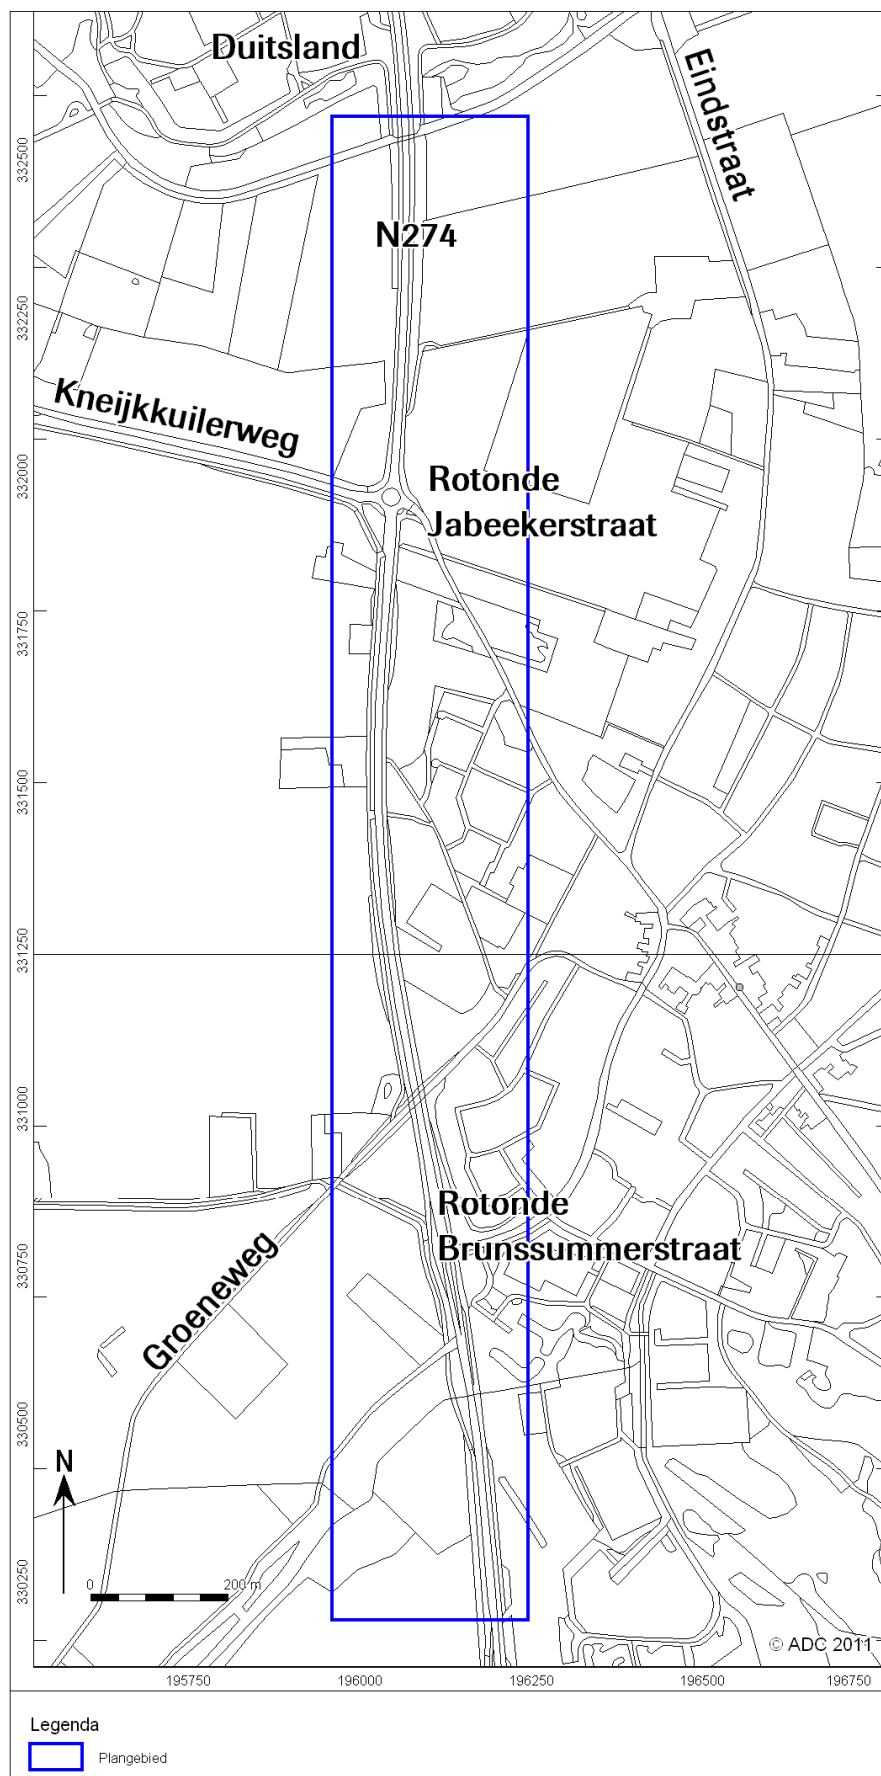 Duitsland
Eindstraat
N274
Kneijkkuilerweg
Rotonde
Jabeekerstraat
Rotonde
Brunssummerstraat
Groeneweg
N
0 200 m
© ADC 2011
332500
332250
332000
331750
331500
331250
331000
330750
330500
330250
195750 196000 196250 196500 196750
Legenda
Plangebied